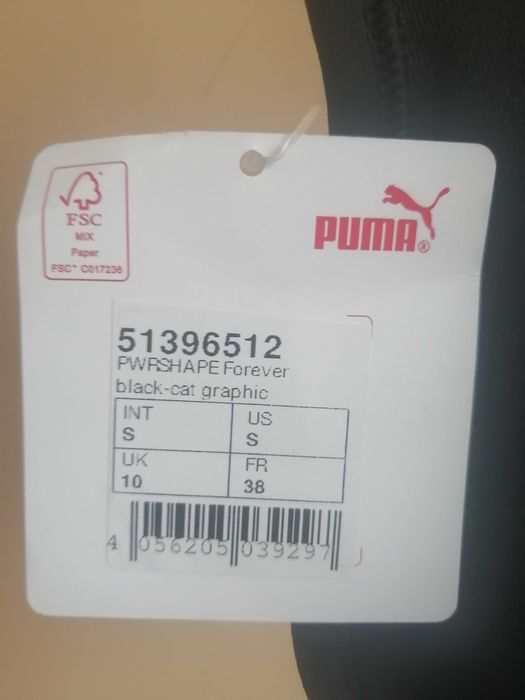 FSC
MIX
Paper
FSC™ C017236
PUMA®
51396512
PWRSHAPE Forever
black-cat graphic
INT
S
US
S
UK
10
FR
38
4 056205 039297